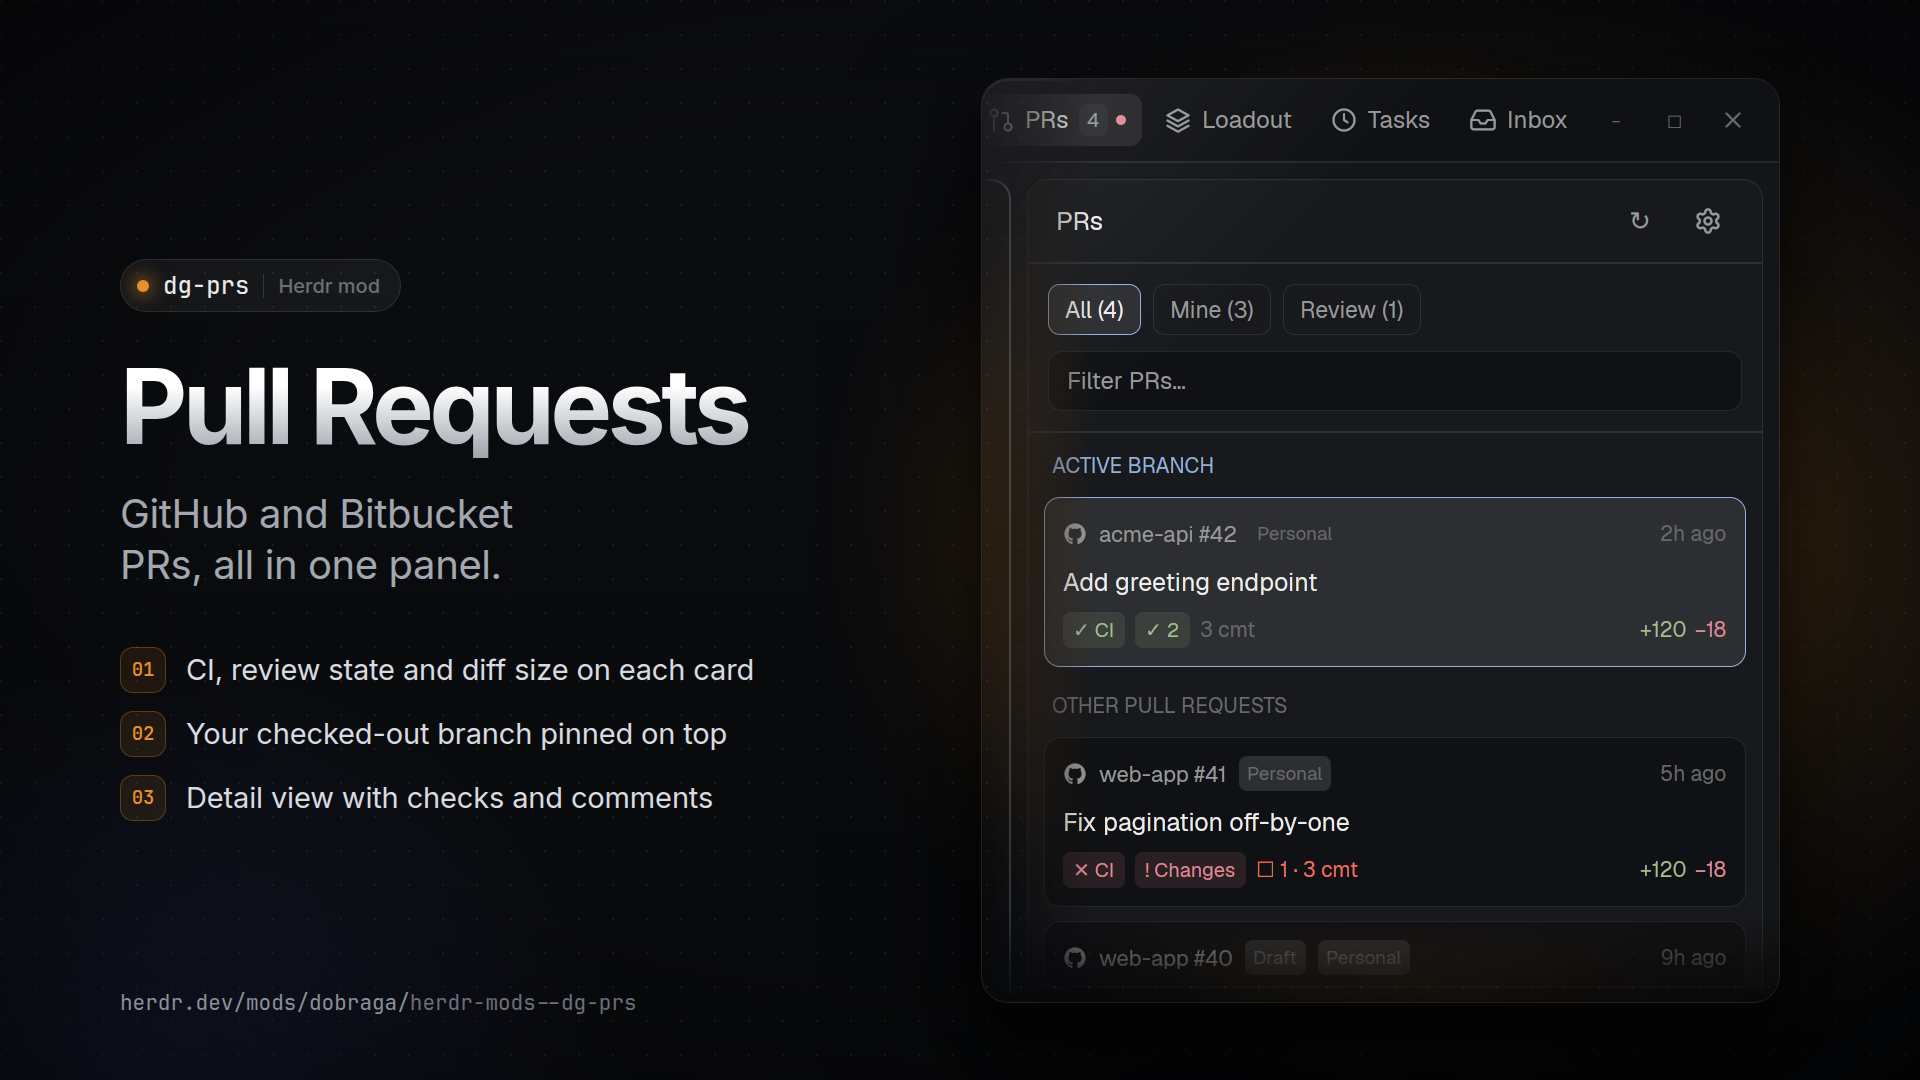 dg-prs
Herdr mod
Pull Requests
GitHub and Bitbucket
PRs, all in one panel.
01 CI, review state and diff size on each card
02 Your checked-out branch pinned on top
03 Detail view with checks and comments
herdr.dev/mods/dobraga/herdr-mods--dg-prs
PRs 4 Loadout Tasks Inbox
PRs
All (4) Mine (3) Review (1)
Filter PRs…
ACTIVE BRANCH
acme-api #42 Personal 2h ago
Add greeting endpoint
✓ CI ✓ 2 3 cmt +120 −18
OTHER PULL REQUESTS
web-app #41 Personal 5h ago
Fix pagination off-by-one
✕ CI ! Changes □ 1 · 3 cmt +120 −18
web-app #40 Draft Personal 9h ago